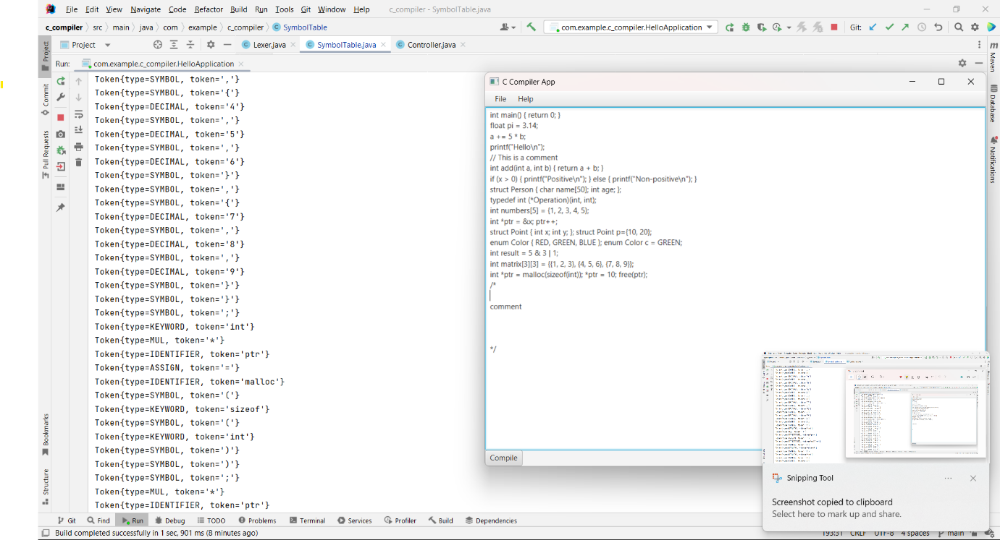 File Edit View Navigate Code Refactor Build Run Tools Git Window Help c_compiler - SymbolTable.java
c_compiler src main java com example c_compiler SymbolTable com.example.c_compiler.HelloApplication Git:
Project Lexer.java SymbolTable.java Controller.java
Run: com.example.c_compiler.HelloApplication
Project
Commit
Pull Requests
Bookmarks
Structure
Maven
Database
Notifications
Token{type=SYMBOL, token=','}
Token{type=SYMBOL, token='{'}
Token{type=DECIMAL, token='4'}
Token{type=SYMBOL, token=','}
Token{type=DECIMAL, token='5'}
Token{type=SYMBOL, token=','}
Token{type=DECIMAL, token='6'}
Token{type=SYMBOL, token='}'}
Token{type=SYMBOL, token=','}
Token{type=SYMBOL, token='{'}
Token{type=DECIMAL, token='7'}
Token{type=SYMBOL, token=','}
Token{type=DECIMAL, token='8'}
Token{type=SYMBOL, token=','}
Token{type=DECIMAL, token='9'}
Token{type=SYMBOL, token='}'}
Token{type=SYMBOL, token='}'}
Token{type=SYMBOL, token=';'}
Token{type=KEYWORD, token='int'}
Token{type=MUL, token='*'}
Token{type=IDENTIFIER, token='ptr'}
Token{type=ASSIGN, token='='}
Token{type=IDENTIFIER, token='malloc'}
Token{type=SYMBOL, token='('}
Token{type=KEYWORD, token='sizeof'}
Token{type=SYMBOL, token='('}
Token{type=KEYWORD, token='int'}
Token{type=SYMBOL, token=')'}
Token{type=SYMBOL, token=')'}
Token{type=SYMBOL, token=';'}
Token{type=MUL, token='*'}
Token{type=IDENTIFIER, token='ptr'}
C Compiler App
File Help
int main() { return 0; }
float pi = 3.14;
a += 5 * b;
printf("Hello\n");
// This is a comment
int add(int a, int b) { return a + b; }
if (x > 0) { printf("Positive\n"); } else { printf("Non-positive\n"); }
struct Person { char name[50]; int age; };
typedef int (*Operation)(int, int);
int numbers[5] = {1, 2, 3, 4, 5};
int *ptr = &x; ptr++;
struct Point { int x; int y; }; struct Point p={10, 20};
enum Color { RED, GREEN, BLUE }; enum Color c = GREEN;
int result = 5 & 3 | 1;
int matrix[3][3] = {{1, 2, 3}, {4, 5, 6}, {7, 8, 9}};
int *ptr = malloc(sizeof(int)); *ptr = 10; free(ptr);
/*
comment
*/
Compile
Snipping Tool
Screenshot copied to clipboard
Select here to mark up and share.
Git Find Run Debug TODO Problems Terminal Services Profiler Build Dependencies
Build completed successfully in 1 sec, 901 ms (8 minutes ago) 193:31 CRLF UTF-8 4 spaces main